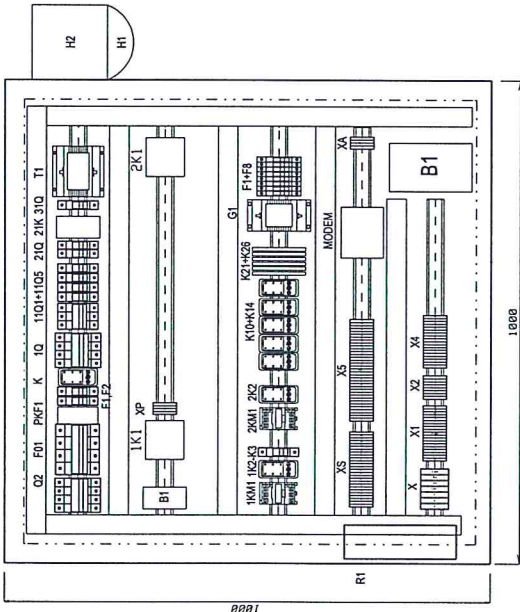 H2
H1
Q2
F01
PKF1
F1,F2
K
1Q
11Q1+11Q5
21Q
21K
31Q
T1
B1
1K1
XP
2K1
1KM1
1K2-K3
2KM1
2K2
K10+K14
K21+K26
G1
F1+F8
XS
X5
MODEM
XA
X
X1
X2
X4
B1
R1
1000
1000